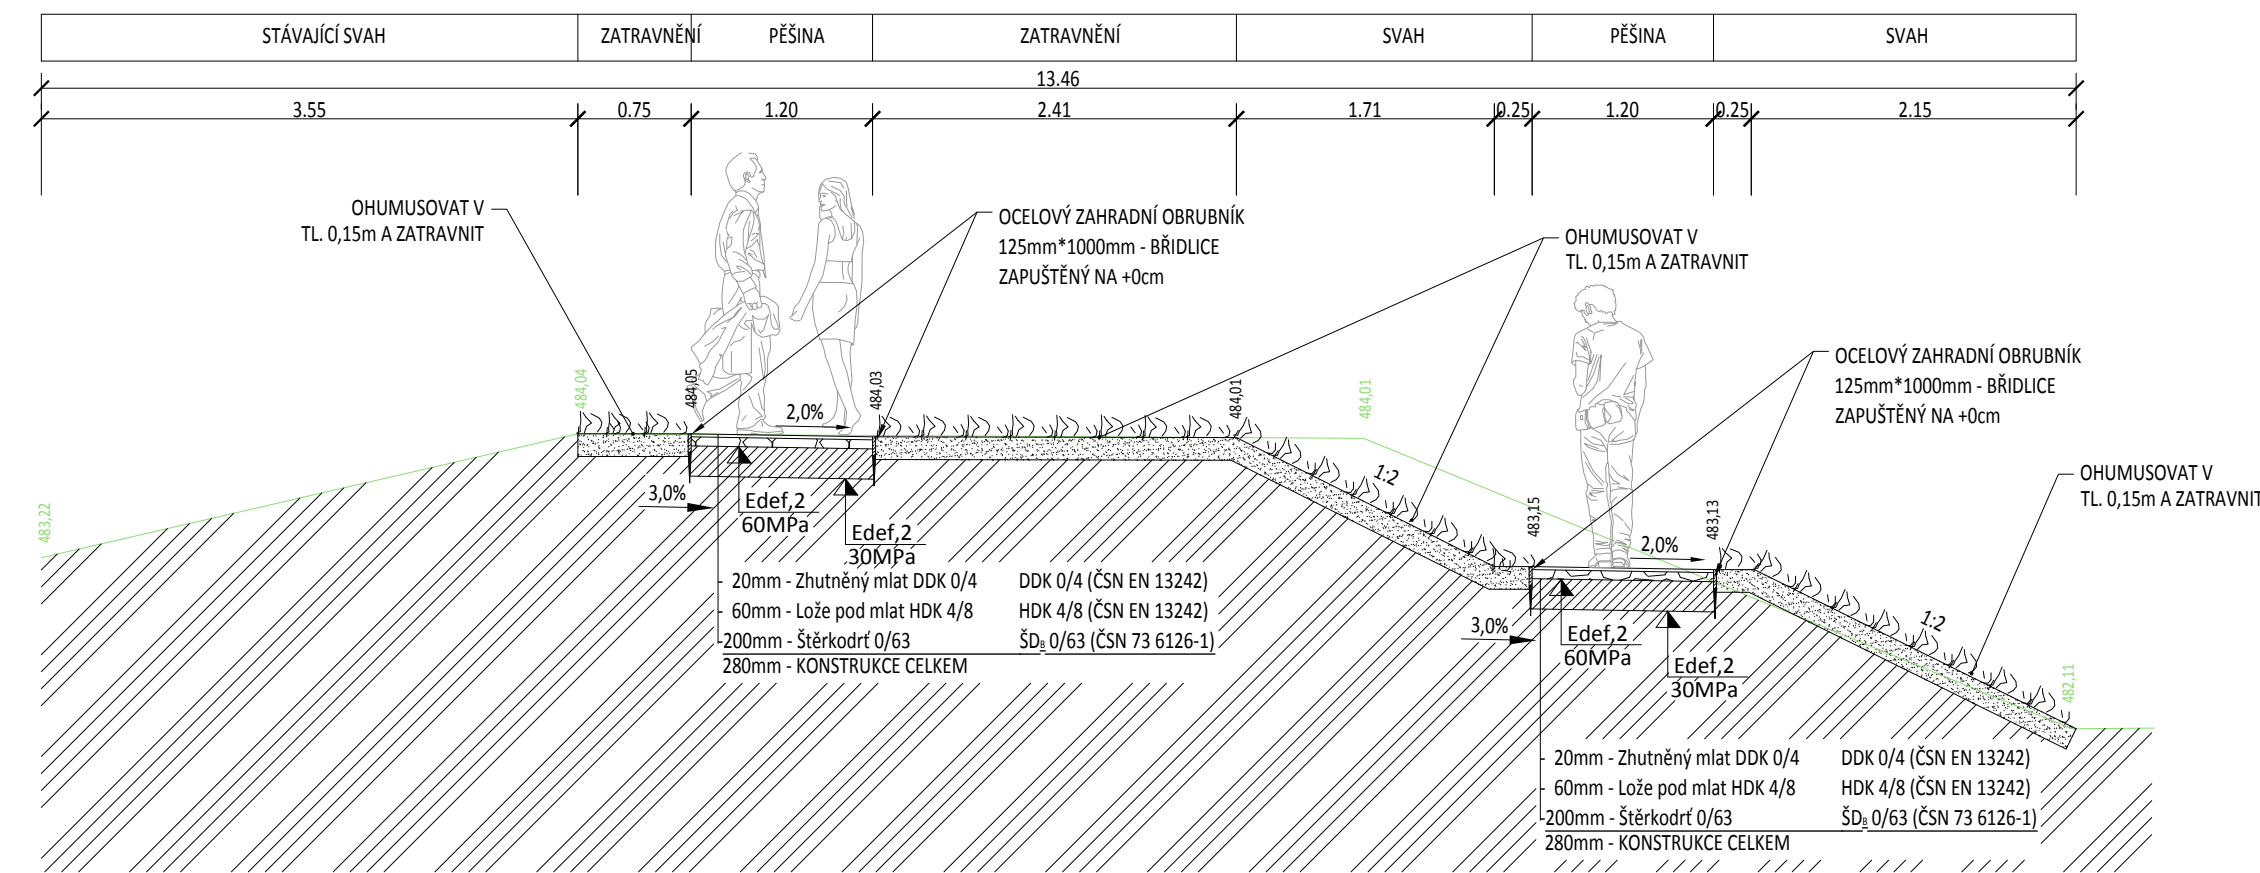 STÁVAJÍCÍ SVAH ZATRAVNĚNÍ PĚŠINA ZATRAVNĚNÍ SVAH PĚŠINA SVAH
13.46
3.55 0.75 1.20 2.41 1.71 0.25 1.20 0.25 2.15
OHUMUSOVAT V
TL. 0,15m A ZATRAVNIT
OCELOVÝ ZAHRADNÍ OBRUBNÍK
125mm*1000mm - BŘIDLICE
ZAPUŠTĚNÝ NA +0cm
OHUMUSOVAT V
TL. 0,15m A ZATRAVNIT
OCELOVÝ ZAHRADNÍ OBRUBNÍK
125mm*1000mm - BŘIDLICE
ZAPUŠTĚNÝ NA +0cm
OHUMUSOVAT V
TL. 0,15m A ZATRAVNIT
483,22
484,04
484,05
484,03
484,01
484,01
483,15
483,13
482,11
2,0%
3,0%
Edef,2
60MPa
Edef,2
30MPa
1:2
2,0%
3,0%
Edef,2
60MPa
Edef,2
30MPa
1:2
20mm - Zhutněný mlat DDK 0/4 DDK 0/4 (ČSN EN 13242)
60mm - Lože pod mlat HDK 4/8 HDK 4/8 (ČSN EN 13242)
200mm - Štěrkodrť 0/63 ŠDB 0/63 (ČSN 73 6126-1)
280mm - KONSTRUKCE CELKEM
20mm - Zhutněný mlat DDK 0/4 DDK 0/4 (ČSN EN 13242)
60mm - Lože pod mlat HDK 4/8 HDK 4/8 (ČSN EN 13242)
200mm - Štěrkodrť 0/63 ŠDB 0/63 (ČSN 73 6126-1)
280mm - KONSTRUKCE CELKEM